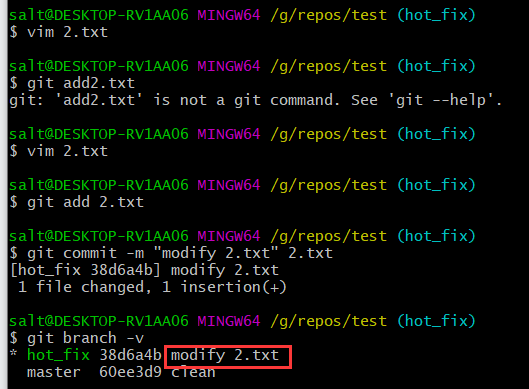 salt@DESKTOP-RV1AA06 MINGW64 /g/repos/test (hot_fix)
$ vim 2.txt
salt@DESKTOP-RV1AA06 MINGW64 /g/repos/test (hot_fix)
$ git add2.txt
git: 'add2.txt' is not a git command. See 'git --help'.
salt@DESKTOP-RV1AA06 MINGW64 /g/repos/test (hot_fix)
$ vim 2.txt
salt@DESKTOP-RV1AA06 MINGW64 /g/repos/test (hot_fix)
$ git add 2.txt
salt@DESKTOP-RV1AA06 MINGW64 /g/repos/test (hot_fix)
$ git commit -m "modify 2.txt" 2.txt
[hot_fix 38d6a4b] modify 2.txt
 1 file changed, 1 insertion(+)
salt@DESKTOP-RV1AA06 MINGW64 /g/repos/test (hot_fix)
$ git branch -v
* hot_fix 38d6a4b modify 2.txt
  master  60ee3d9 clean